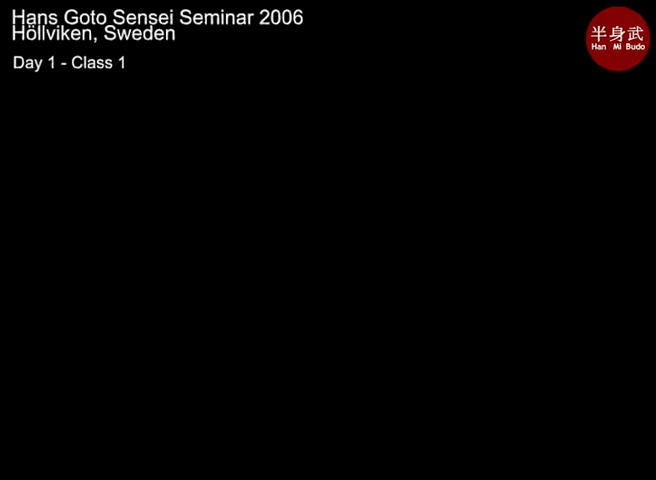 Hans Goto Sensei Seminar 2006
Höllviken, Sweden
Day 1 - Class 1
半身武
Han Mi Budo